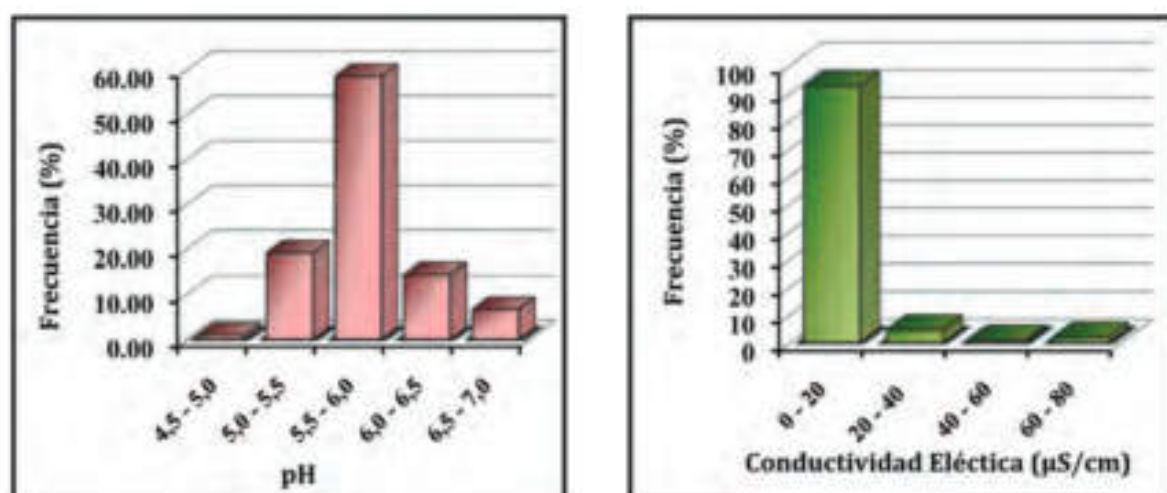 Frecuencia (%)
60.00
50.00
40.00
30.00
20.00
10.00
0.00
4,5 - 5,0
5,0 - 5,5
5,5 - 6,0
6,0 - 6,5
6,5 - 7,0
pH
Frecuencia (%)
100
90
80
70
60
50
40
30
20
10
0
0 - 20
20 - 40
40 - 60
60 - 80
Conductividad Eléctica (µS/cm)